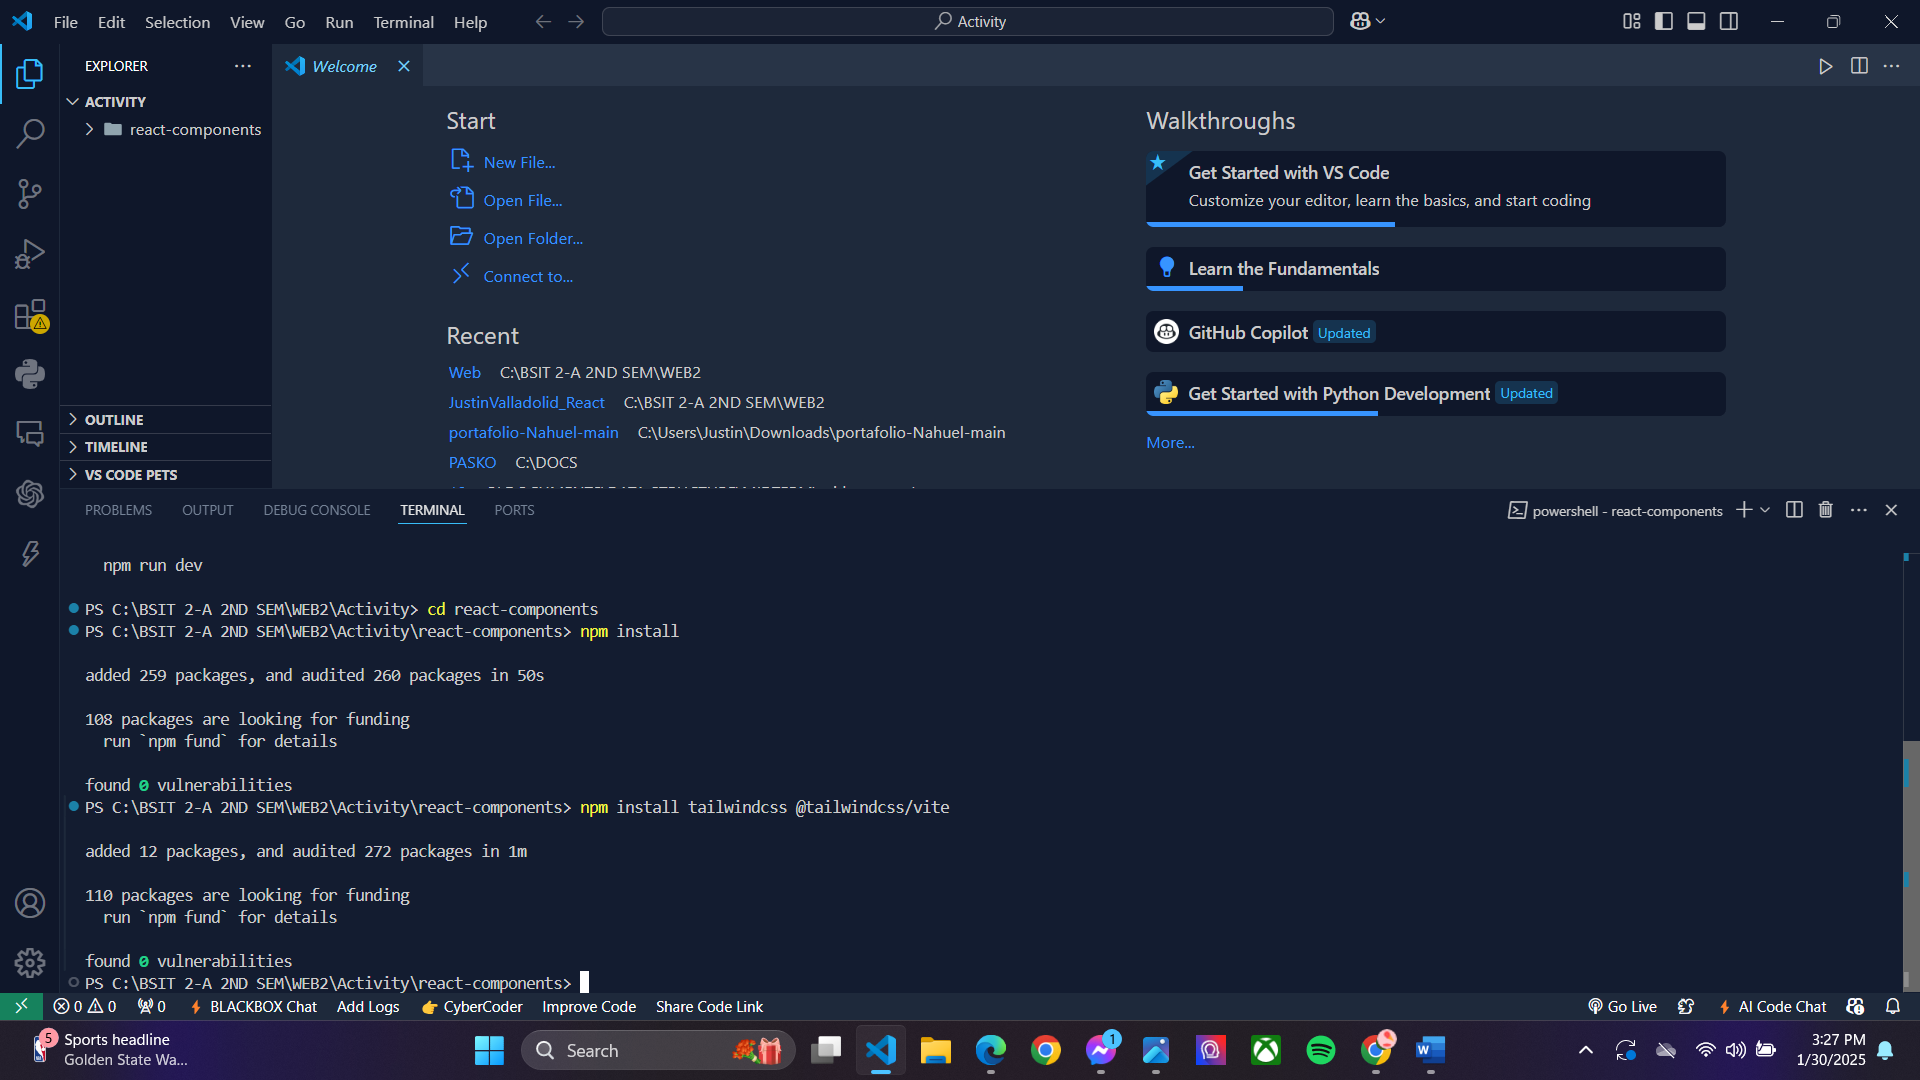 File Edit Selection View Go Run Terminal Help
Activity
EXPLORER
ACTIVITY
react-components
OUTLINE
TIMELINE
VS CODE PETS
Welcome
Start
New File...
Open File...
Open Folder...
Connect to...
Recent
Web C:\BSIT 2-A 2ND SEM\WEB2
JustinValladolid_React C:\BSIT 2-A 2ND SEM\WEB2
portafolio-Nahuel-main C:\Users\Justin\Downloads\portafolio-Nahuel-main
PASKO C:\DOCS
Walkthroughs
Get Started with VS Code
Customize your editor, learn the basics, and start coding
Learn the Fundamentals
GitHub Copilot Updated
Get Started with Python Development Updated
More...
PROBLEMS OUTPUT DEBUG CONSOLE TERMINAL PORTS
powershell - react-components
npm run dev
PS C:\BSIT 2-A 2ND SEM\WEB2\Activity> cd react-components
PS C:\BSIT 2-A 2ND SEM\WEB2\Activity\react-components> npm install
added 259 packages, and audited 260 packages in 50s
108 packages are looking for funding
run `npm fund` for details
found 0 vulnerabilities
PS C:\BSIT 2-A 2ND SEM\WEB2\Activity\react-components> npm install tailwindcss @tailwindcss/vite
added 12 packages, and audited 272 packages in 1m
110 packages are looking for funding
run `npm fund` for details
found 0 vulnerabilities
PS C:\BSIT 2-A 2ND SEM\WEB2\Activity\react-components>
0 0 0 BLACKBOX Chat Add Logs CyberCoder Improve Code Share Code Link
Go Live AI Code Chat
5
Sports headline
Golden State Wa...
Search
1
3:27 PM
1/30/2025